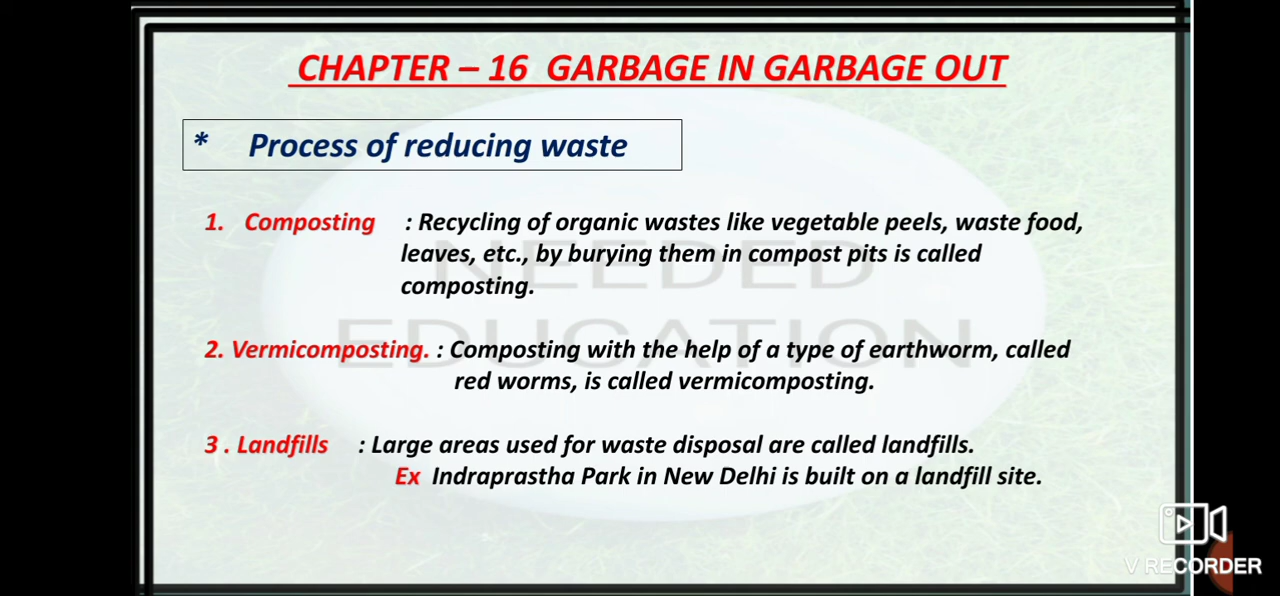 CHAPTER – 16 GARBAGE IN GARBAGE OUT
* Process of reducing waste
1. Composting : Recycling of organic wastes like vegetable peels, waste food,
leaves, etc., by burying them in compost pits is called
composting.
2. Vermicomposting. : Composting with the help of a type of earthworm, called
red worms, is called vermicomposting.
3 . Landfills : Large areas used for waste disposal are called landfills.
Ex Indraprastha Park in New Delhi is built on a landfill site.
NEEDED
EDUCATION
V RECORDER